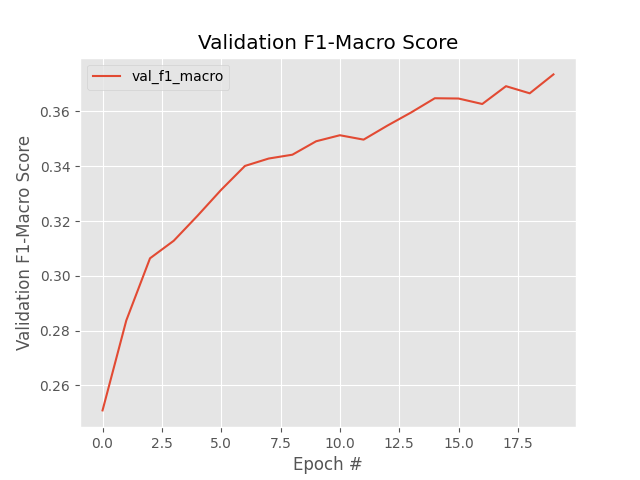 Validation F1-Macro Score
val_f1_macro
Validation F1-Macro Score
0.36
0.34
0.32
0.30
0.28
0.26
0.0 2.5 5.0 7.5 10.0 12.5 15.0 17.5
Epoch #